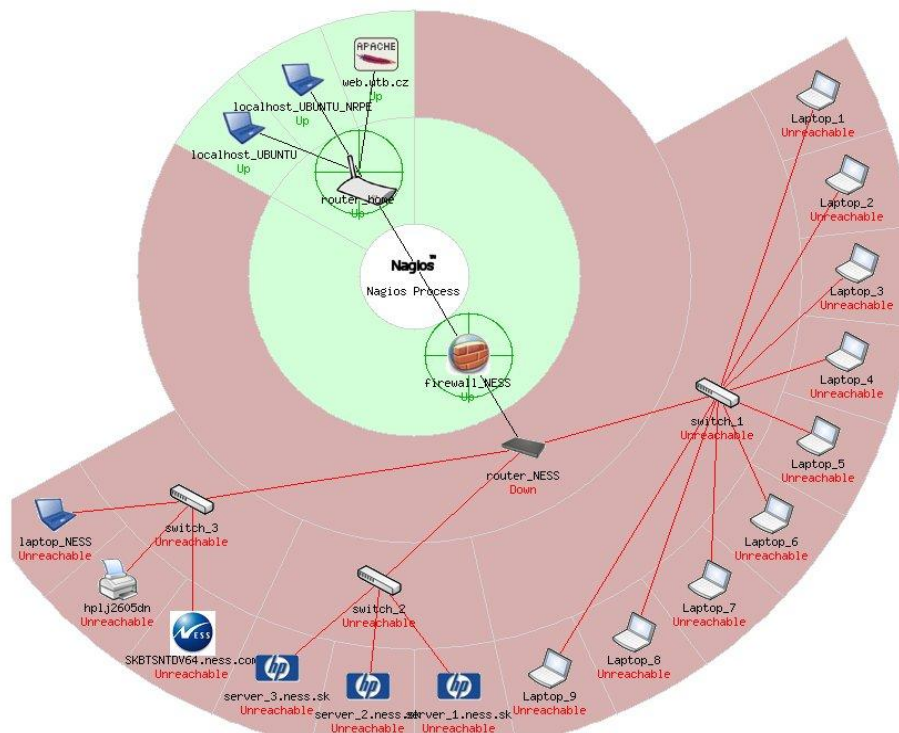 APACHE
web.utb.cz
Up
localhost_UBUNTU_NRPE
Up
localhost_UBUNTU
Up
router_home
Up
Nagios
Nagios Process
firewall_NESS
Up
router_NESS
Down
switch_1
Unreachable
Laptop_1
Unreachable
Laptop_2
Unreachable
Laptop_3
Unreachable
Laptop_4
Unreachable
Laptop_5
Unreachable
Laptop_6
Unreachable
Laptop_7
Unreachable
Laptop_8
Unreachable
Laptop_9
Unreachable
switch_2
Unreachable
server_1.ness.sk
Unreachable
server_2.ness.sk
Unreachable
server_3.ness.sk
Unreachable
hp
hp
hp
switch_3
Unreachable
laptop_NESS
Unreachable
hplj2605dn
Unreachable
NESS
SKBTSNTDV64.ness.com
Unreachable